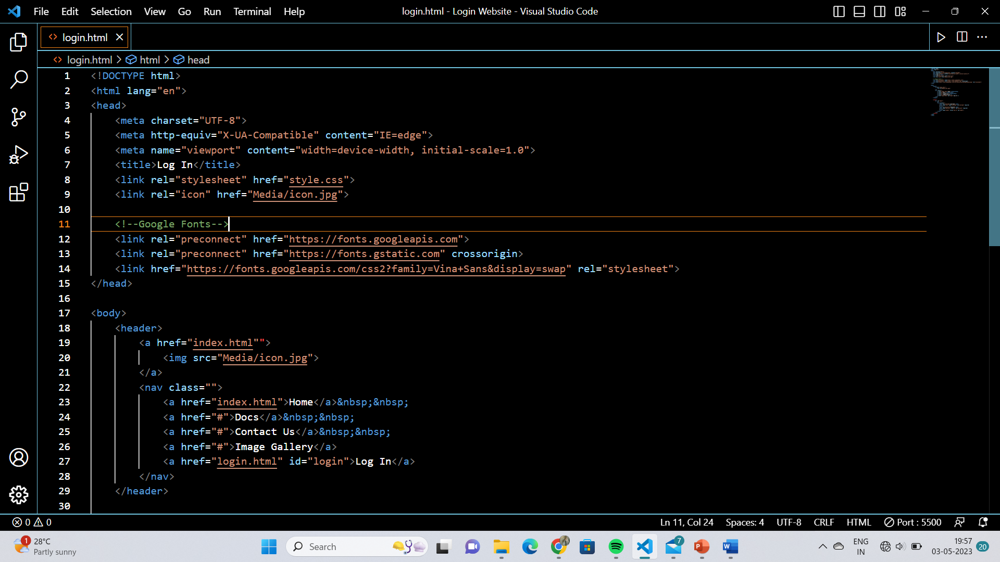 File Edit Selection View Go Run Terminal Help login.html - Login Website - Visual Studio Code
login.html
login.html > html > head
1 <!DOCTYPE html>
2 <html lang="en">
3 <head>
4 <meta charset="UTF-8">
5 <meta http-equiv="X-UA-Compatible" content="IE=edge">
6 <meta name="viewport" content="width=device-width, initial-scale=1.0">
7 <title>Log In</title>
8 <link rel="stylesheet" href="style.css">
9 <link rel="icon" href="Media/icon.jpg">
10
11 <!--Google Fonts-->
12 <link rel="preconnect" href="https://fonts.googleapis.com">
13 <link rel="preconnect" href="https://fonts.gstatic.com" crossorigin>
14 <link href="https://fonts.googleapis.com/css2?family=Vina+Sans&display=swap" rel="stylesheet">
15 </head>
16
17 <body>
18 <header>
19 <a href="index.html"">
20 <img src="Media/icon.jpg">
21 </a>
22 <nav class="">
23 <a href="index.html">Home</a>&nbsp;&nbsp;
24 <a href="#">Docs</a>&nbsp;&nbsp;
25 <a href="#">Contact Us</a>&nbsp;&nbsp;
26 <a href="#">Image Gallery</a>
27 <a href="login.html" id="login">Log In</a>
28 </nav>
29 </header>
30
0 0 Ln 11, Col 24 Spaces: 4 UTF-8 CRLF HTML Port : 5500
1 28°C
Partly sunny
Search
7
P
W
ENG
IN
19:57
03-05-2023
20